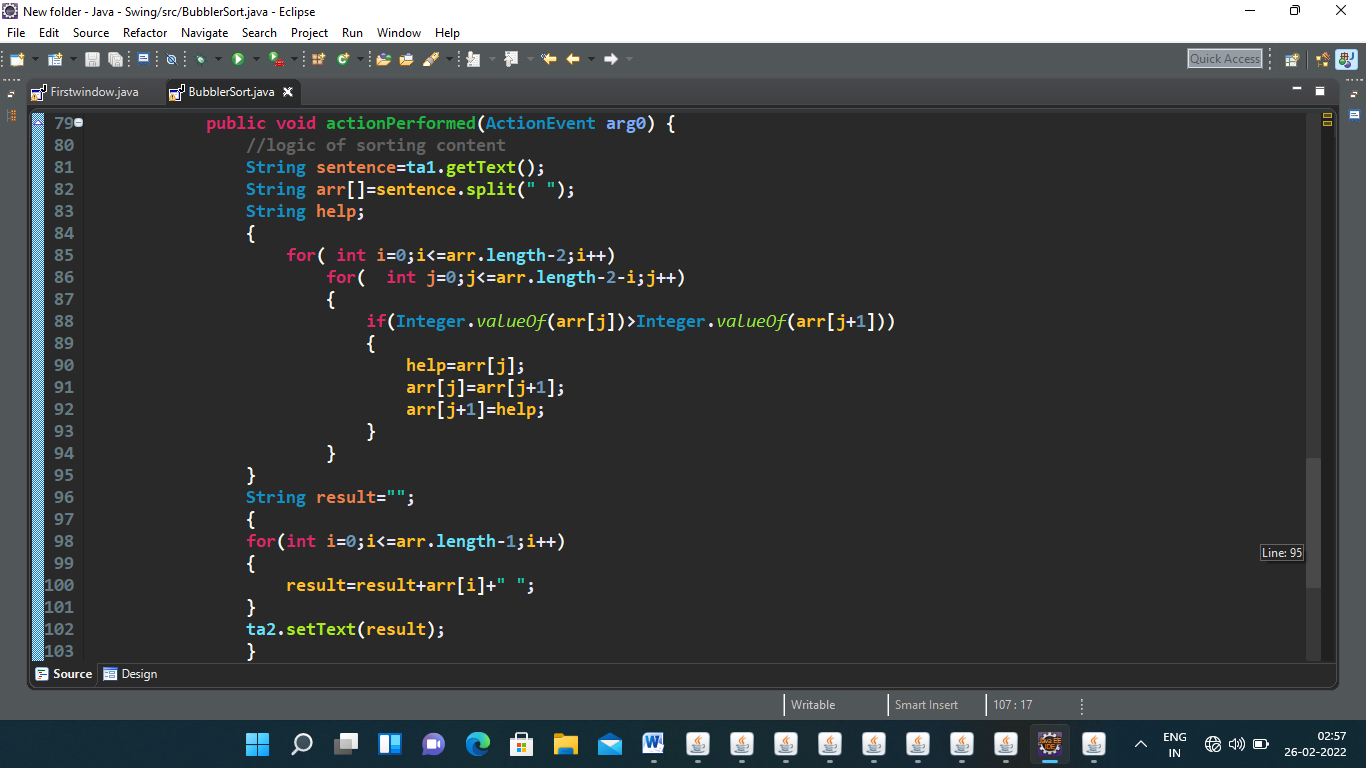 New folder - Java - Swing/src/BubblerSort.java - Eclipse
File Edit Source Refactor Navigate Search Project Run Window Help
Quick Access
Firstwindow.java BubblerSort.java
79 public void actionPerformed(ActionEvent arg0) {
80 //logic of sorting content
81 String sentence=ta1.getText();
82 String arr[]=sentence.split(" ");
83 String help;
84 {
85 for( int i=0;i<=arr.length-2;i++)
86 for(  int j=0;j<=arr.length-2-i;j++)
87 {
88 if(Integer.valueOf(arr[j])>Integer.valueOf(arr[j+1]))
89 {
90 help=arr[j];
91 arr[j]=arr[j+1];
92 arr[j+1]=help;
93 }
94 }
95 }
96 String result="";
97 {
98 for(int i=0;i<=arr.length-1;i++)
Line: 95
99 {
100 result=result+arr[i]+" ";
101 }
102 ta2.setText(result);
103 }
Source Design
Writable Smart Insert 107 : 17
ENG
IN
02:57
26-02-2022